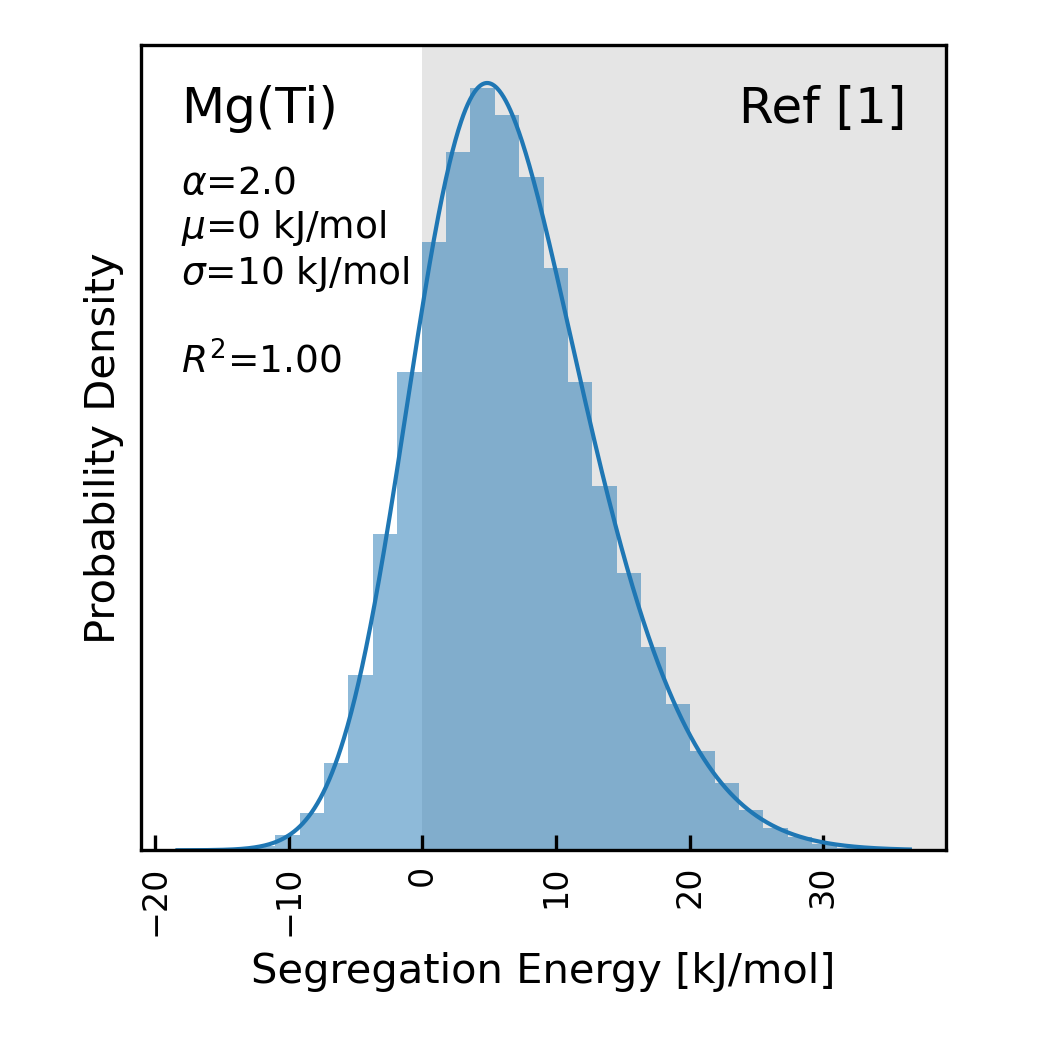 Mg(Ti)
Ref [1]
α=2.0
μ=0 kJ/mol
σ=10 kJ/mol
R²=1.00
Probability Density
−20 −10 0 10 20 30
Segregation Energy [kJ/mol]